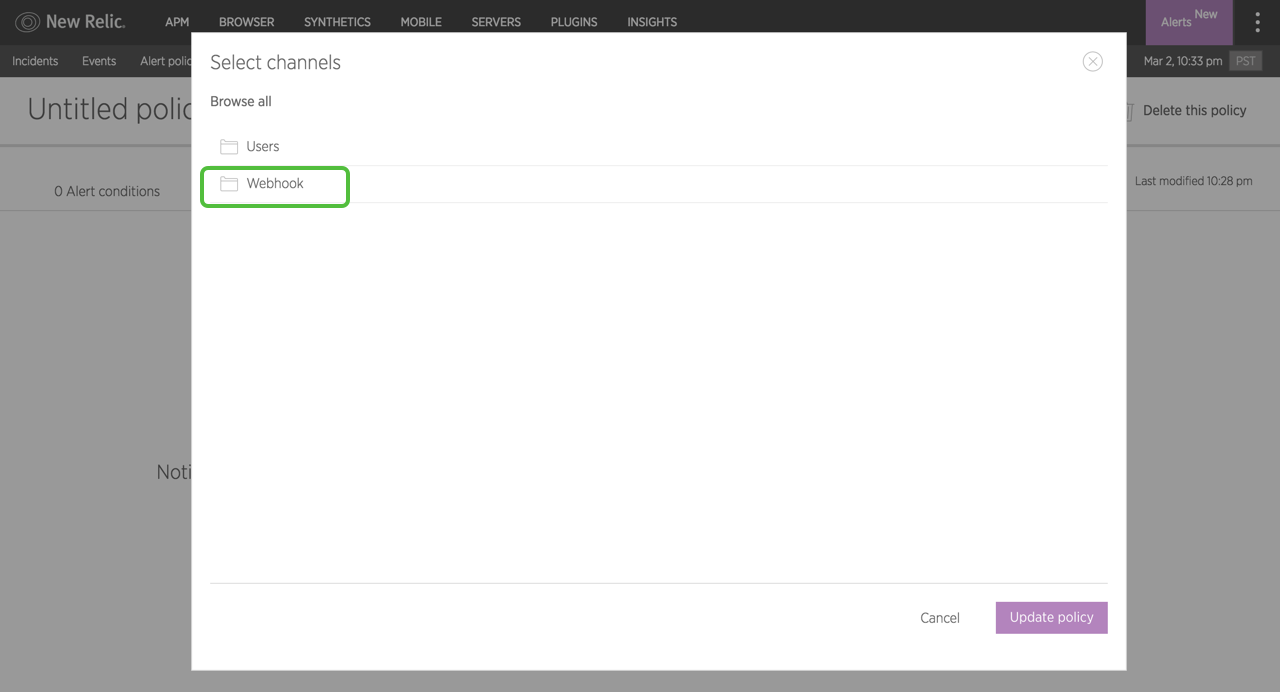 New Relic.
APM BROWSER SYNTHETICS MOBILE SERVERS PLUGINS INSIGHTS
Alerts New
Incidents Events Alert polic
Mar 2, 10:33 pm PST
Select channels
Untitled polic
Delete this policy
Browse all
Users
Webhook
0 Alert conditions
Last modified 10:28 pm
Noti
Cancel Update policy